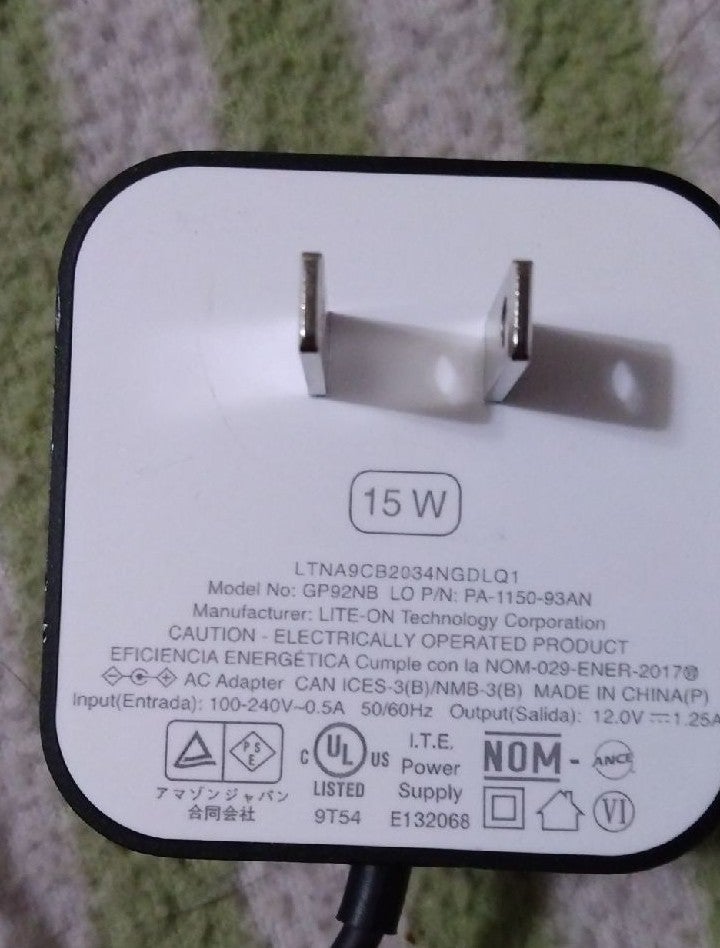 15 W
LTNA9CB2034NGDLQ1
Model No: GP92NB LO P/N: PA-1150-93AN
Manufacturer: LITE-ON Technology Corporation
CAUTION - ELECTRICALLY OPERATED PRODUCT
EFICIENCIA ENERGÉTICA Cumple con la NOM-029-ENER-2017
AC Adapter CAN ICES-3(B)/NMB-3(B) MADE IN CHINA(P)
Input(Entrada): 100-240V~0.5A 50/60Hz Output(Salida): 12.0V⎓1.25A
PSE
C UL US
LISTED
9T54
I.T.E.
Power
Supply
E132068
NOM - ANCE
VI
アマゾンジャパン
合同会社